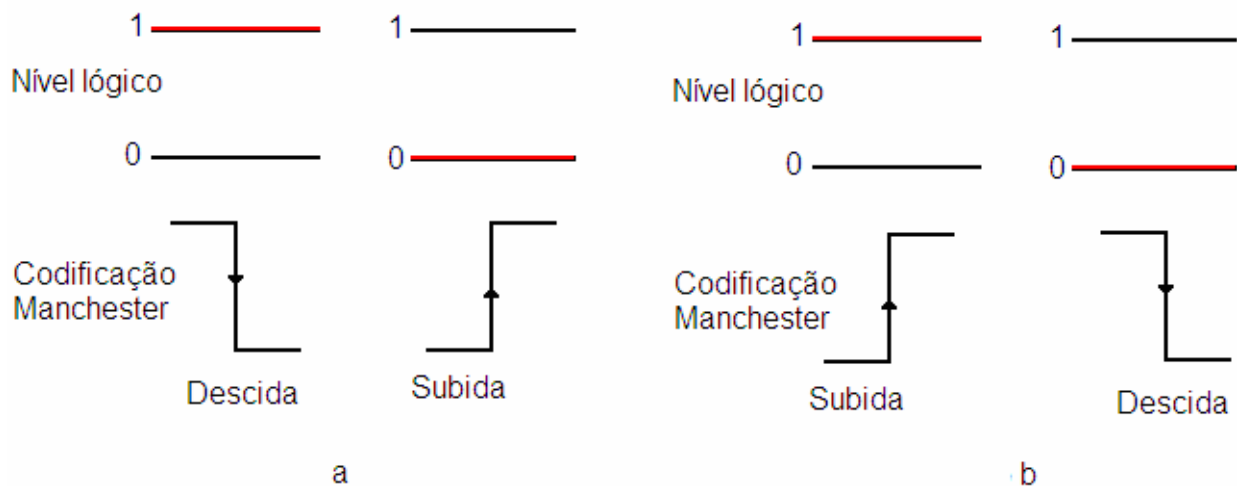 1
1
Nível lógico
0
0
Codificação
Manchester
Descida
Subida
a
1
1
Nível lógico
0
0
Codificação
Manchester
Subida
Descida
b